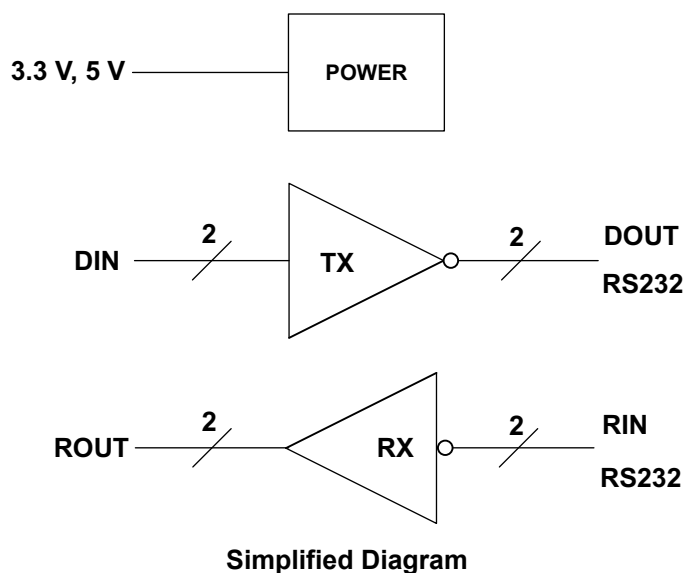 3.3 V, 5 V
POWER
2
2
DOUT
DIN
TX
RS232
2
2
RIN
ROUT
RX
RS232
Simplified Diagram